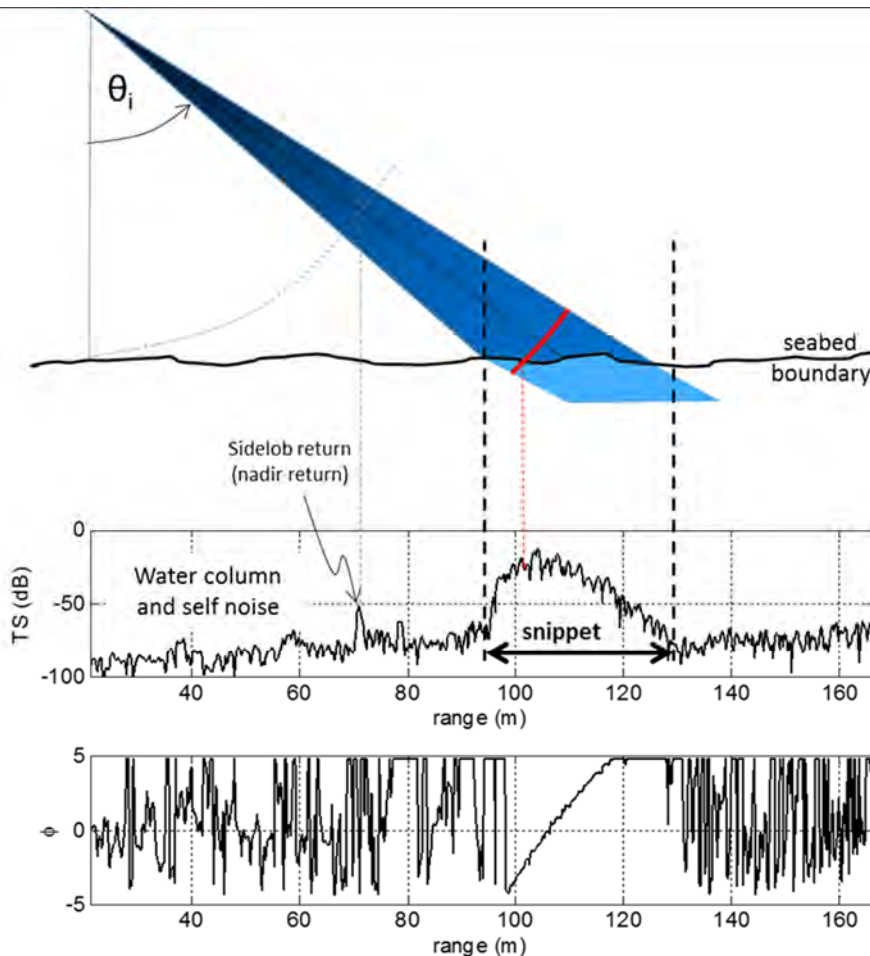 θi
seabed
boundary
Sidelob return
(nadir return)
0
Water column
and self noise
TS (dB)
-50
snippet
-100
40 60 80 100 120 140 160
range (m)
5
ϕ
0
-5
40 60 80 100 120 140 160
range (m)